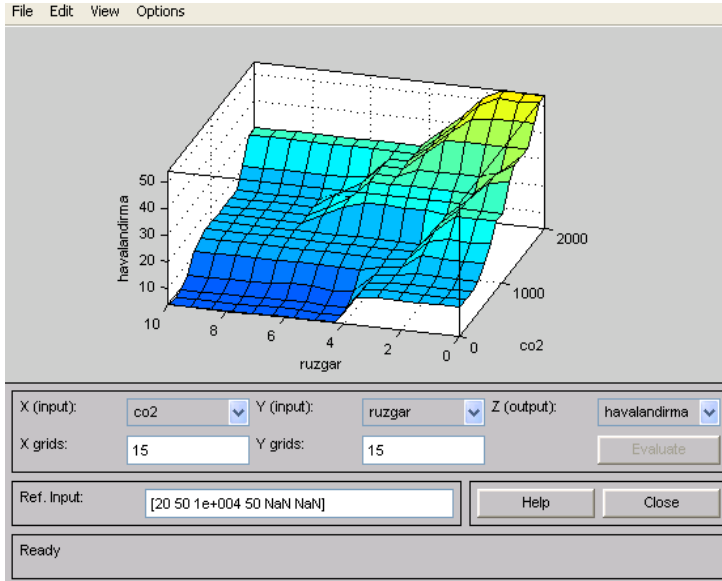 File Edit View Options
50
40
30
20
10
havalandirma
10
8
6
4
2
0
ruzgar
0
1000
2000
co2
X (input): co2 Y (input): ruzgar Z (output): havalandirma
X grids: 15 Y grids: 15 Evaluate
Ref. Input: [20 50 1e+004 50 NaN NaN] Help Close
Ready